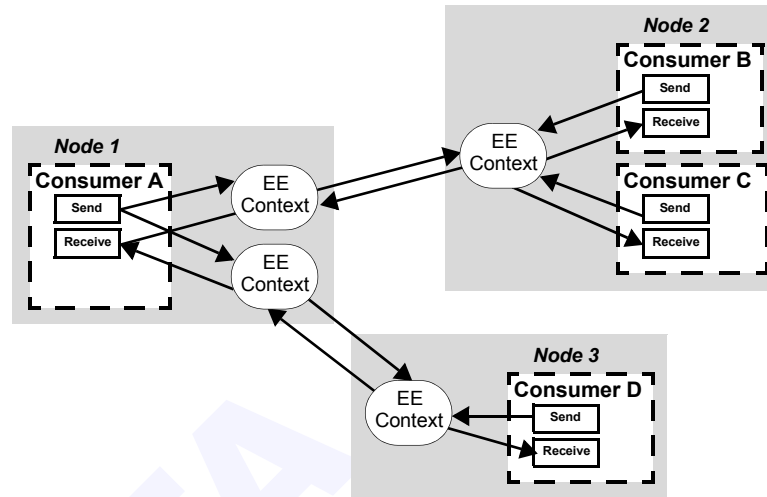 Node 2
Consumer B
Send
Receive
EE
Context
Consumer C
Send
Receive
Node 1
Consumer A
Send
Receive
EE
Context
EE
Context
Node 3
Consumer D
Send
Receive
EE
Context